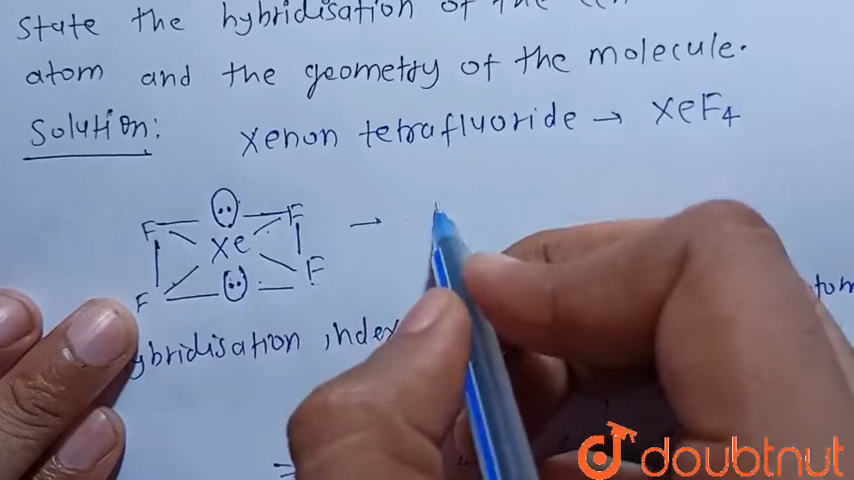 State the hybridisation of the
atom and the geometry of the molecule.
Solution: Xenon tetrafluoride → XeF₄
F F
Xe →
F F
ybridisation index
doubtnut